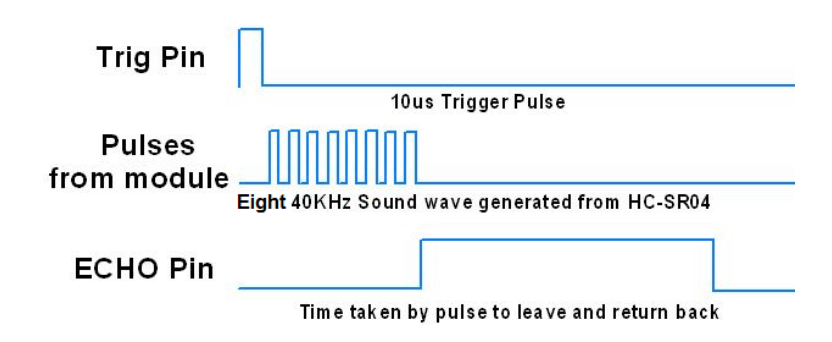 Trig Pin
10us Trigger Pulse
Pulses
from module
Eight 40KHz Sound wave generated from HC-SR04
ECHO Pin
Time taken by pulse to leave and return back